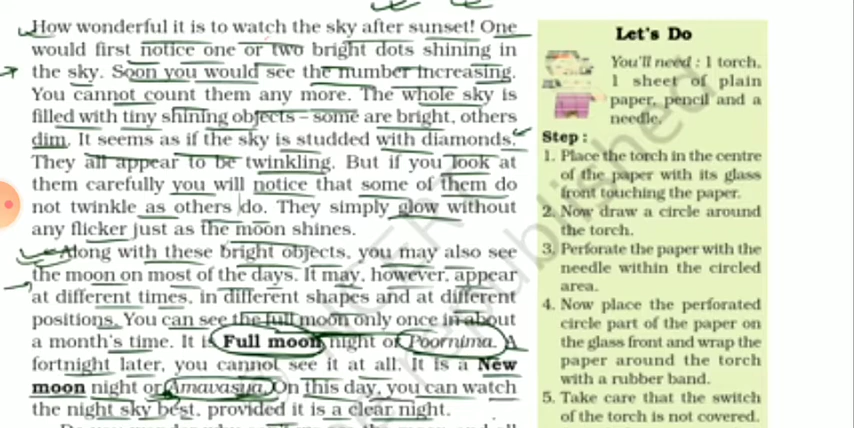 How wonderful it is to watch the sky after sunset! One
would first notice one or two bright dots shining in
the sky. Soon you would see the number increasing.
You cannot count them any more. The whole sky is
filled with tiny shining objects – some are bright, others
dim. It seems as if the sky is studded with diamonds.
They all appear to be twinkling. But if you look at
them carefully you will notice that some of them do
not twinkle as others do. They simply glow without
any flicker just as the moon shines.
Along with these bright objects, you may also see
the moon on most of the days. It may, however, appear
at different times, in different shapes and at different
positions. You can see the full moon only once in about
a month's time. It is Full moon night or Poornima. A
fortnight later, you cannot see it at all. It is a New
moon night or Amavasya. On this day, you can watch
the night sky best, provided it is a clear night.
Let's Do
You'll need : 1 torch,
1 sheet of plain
paper, pencil and a
needle.
Step :
1. Place the torch in the centre
of the paper with its glass
front touching the paper.
2. Now draw a circle around
the torch.
3. Perforate the paper with the
needle within the circled
area.
4. Now place the perforated
circle part of the paper on
the glass front and wrap the
paper around the torch
with a rubber band.
5. Take care that the switch
of the torch is not covered.